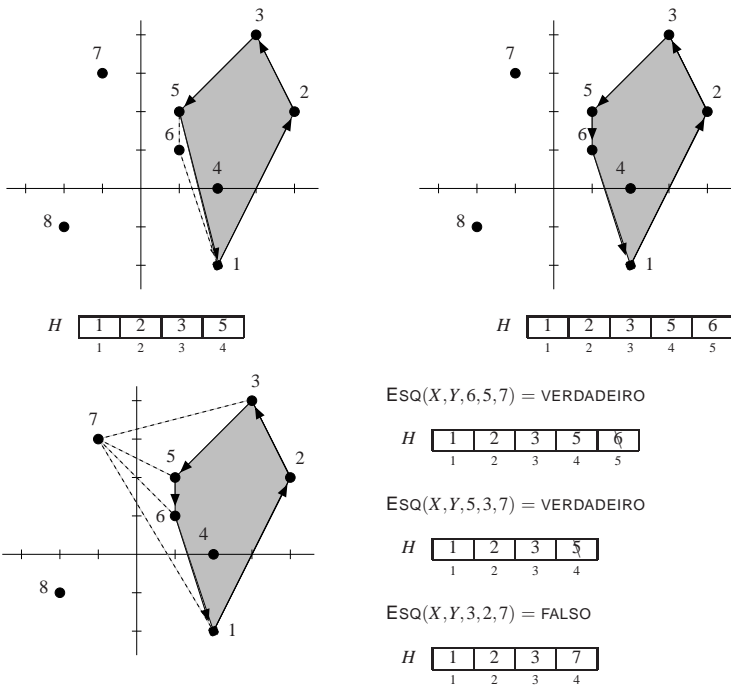 3
7
5
2
6
4
8
1
H 1 2 3 5
1 2 3 4
3
7
5
2
6
4
8
1
H 1 2 3 5 6
1 2 3 4 5
3
7
5
2
6
4
8
1
ESQ(X,Y,6,5,7) = VERDADEIRO
H 1 2 3 5 6
1 2 3 4 5
ESQ(X,Y,5,3,7) = VERDADEIRO
H 1 2 3 5
1 2 3 4
ESQ(X,Y,3,2,7) = FALSO
H 1 2 3 7
1 2 3 4